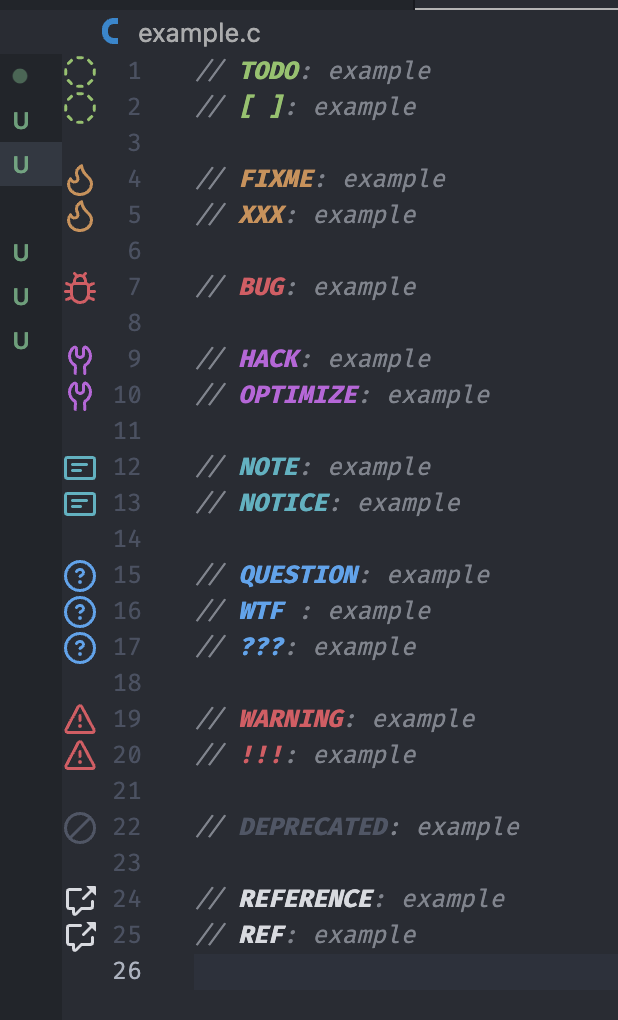 example.c
1 // TODO: example
U 2 // [ ]: example
3
U 4 // FIXME: example
5 // XXX: example
U 6
7 // BUG: example
U 8
U 9 // HACK: example
10 // OPTIMIZE: example
11
12 // NOTE: example
13 // NOTICE: example
14
15 // QUESTION: example
16 // WTF : example
17 // ???: example
18
19 // WARNING: example
20 // !!!: example
21
22 // DEPRECATED: example
23
24 // REFERENCE: example
25 // REF: example
26